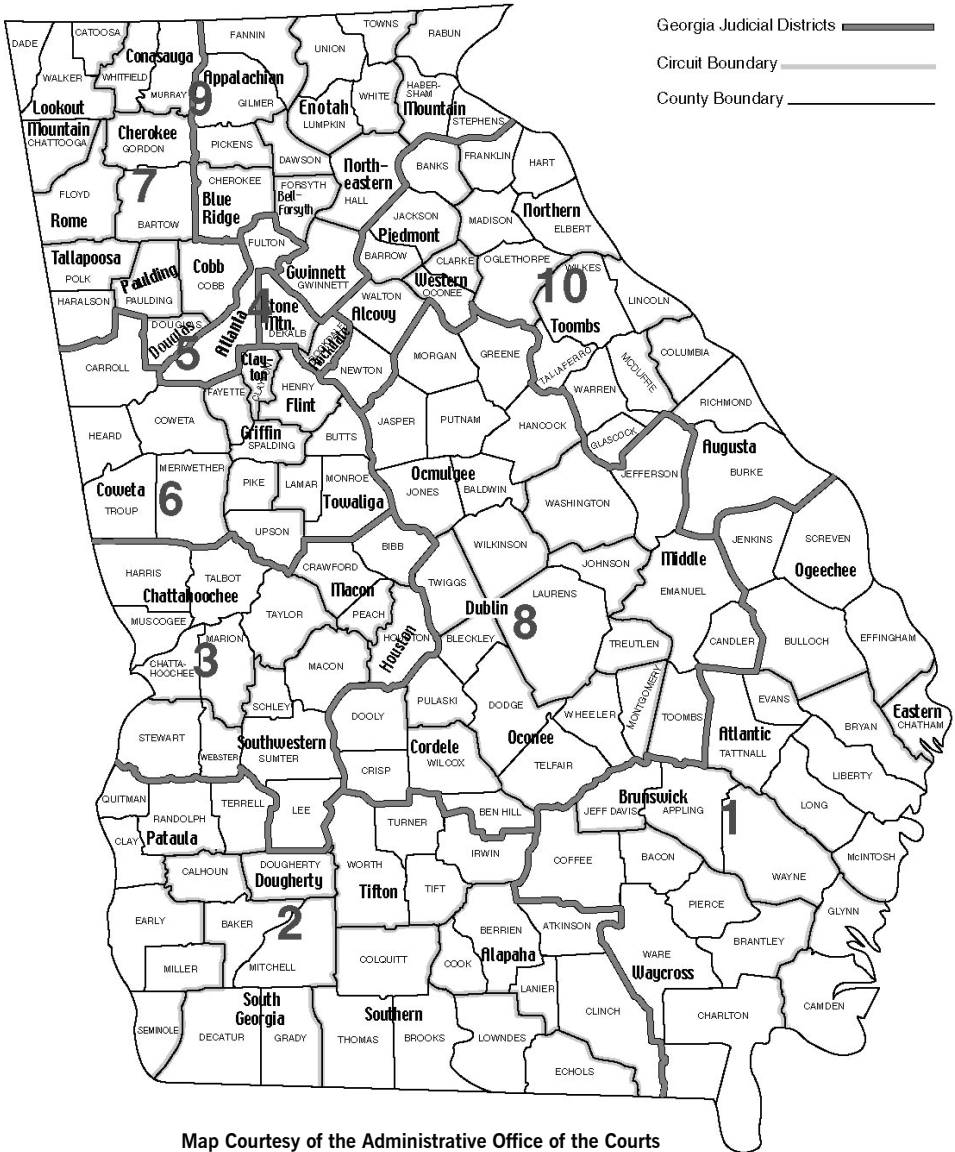 Georgia Judicial Districts
Circuit Boundary
County Boundary
DADE
CATOOSA
Conasauga
FANNIN
TOWNS
RABUN
UNION
WALKER
WHITFIELD
MURRAY
9
Appalachian
GILMER
Enotah
LUMPKIN
WHITE
HABER-
SHAM
Mountain
STEPHENS
Lookout
Mountain
CHATTOOGA
Cherokee
GORDON
PICKENS
DAWSON
North-
eastern
HALL
BANKS
FRANKLIN
HART
FLOYD
7
CHEROKEE
FORSYTH
Bell-
Forsyth
Rome
BARTOW
Blue
Ridge
JACKSON
Piedmont
MADISON
Northern
ELBERT
Tallapoosa
POLK
Paulding
PAULDING
Cobb
COBB
FULTON
Gwinnett
GWINNETT
BARROW
CLARKE
Western
OCONEE
OGLETHORPE
10
WILKES
LINCOLN
HARALSON
DOUGLAS
Douglas
5
Atlanta
4
Stone
Mtn.
DEKALB
ROCKDALE
Rockdale
WALTON
Alcovy
NEWTON
Toombs
CARROLL
Clay-
ton
CLAYTON
HENRY
Flint
MORGAN
GREENE
TALIAFERRO
WARREN
MCDUFFIE
COLUMBIA
RICHMOND
FAYETTE
COWETA
Griffin
SPALDING
BUTTS
JASPER
PUTNAM
HANCOCK
GLASCOCK
HEARD
JEFFERSON
Augusta
BURKE
Coweta
TROUP
MERIWETHER
6
PIKE
LAMAR
MONROE
Towaliga
Ocmulgee
JONES
BALDWIN
WASHINGTON
UPSON
BIBB
WILKINSON
JENKINS
SCREVEN
HARRIS
TALBOT
Chattahoochee
CRAWFORD
Macon
PEACH
TWIGGS
JOHNSON
Middle
EMANUEL
Ogeechee
MUSCOGEE
TAYLOR
LAURENS
Dublin
8
BLECKLEY
MARION
CHATTA-
HOOCHEE
3
MACON
HOUSTON
Houston
TREUTLEN
CANDLER
BULLOCH
EFFINGHAM
SCHLEY
DOOLY
PULASKI
DODGE
WHEELER
MONTGOMERY
TOOMBS
EVANS
BRYAN
Eastern
CHATHAM
STEWART
WEBSTER
Southwestern
SUMTER
Cordele
WILCOX
Oconee
TELFAIR
Atlantic
TATTNALL
CRISP
LIBERTY
QUITMAN
RANDOLPH
TERRELL
LEE
TURNER
BEN HILL
JEFF DAVIS
Brunswick
APPLING
1
LONG
CLAY
Pataula
CALHOUN
DOUGHERTY
Dougherty
WORTH
Tifton
TIFT
IRWIN
COFFEE
BACON
WAYNE
McINTOSH
EARLY
BAKER
2
MITCHELL
BERRIEN
Alapaha
ATKINSON
PIERCE
GLYNN
MILLER
COLQUITT
COOK
LANIER
WARE
Waycross
BRANTLEY
SEMINOLE
South
Georgia
DECATUR
GRADY
Southern
THOMAS
BROOKS
LOWNDES
CLINCH
CHARLTON
CAMDEN
ECHOLS
Map Courtesy of the Administrative Office of the Courts